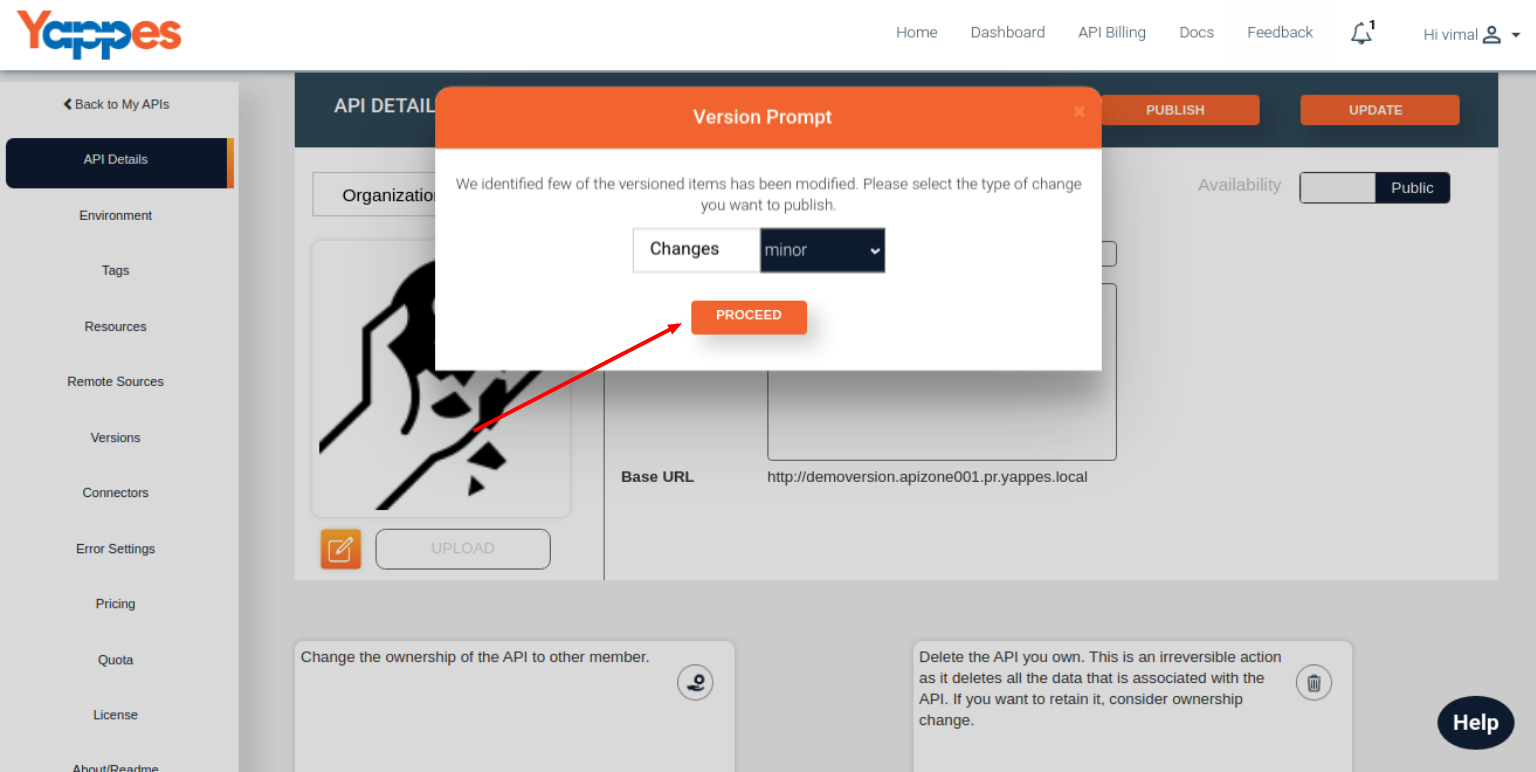 Yappes
Home Dashboard API Billing Docs Feedback 1 Hi vimal
Back to My APIs
API Details
Environment
Tags
Resources
Remote Sources
Versions
Connectors
Error Settings
Pricing
Quota
License
About/Readme
API DETAIL
PUBLISH UPDATE
Version Prompt ×
We identified few of the versioned items has been modified. Please select the type of change
you want to publish.
Changes minor
PROCEED
Organizatio
Availability Public
Base URL http://demoversion.apizone001.pr.yappes.local
UPLOAD
Change the ownership of the API to other member.
Delete the API you own. This is an irreversible action
as it deletes all the data that is associated with the
API. If you want to retain it, consider ownership
change.
Help